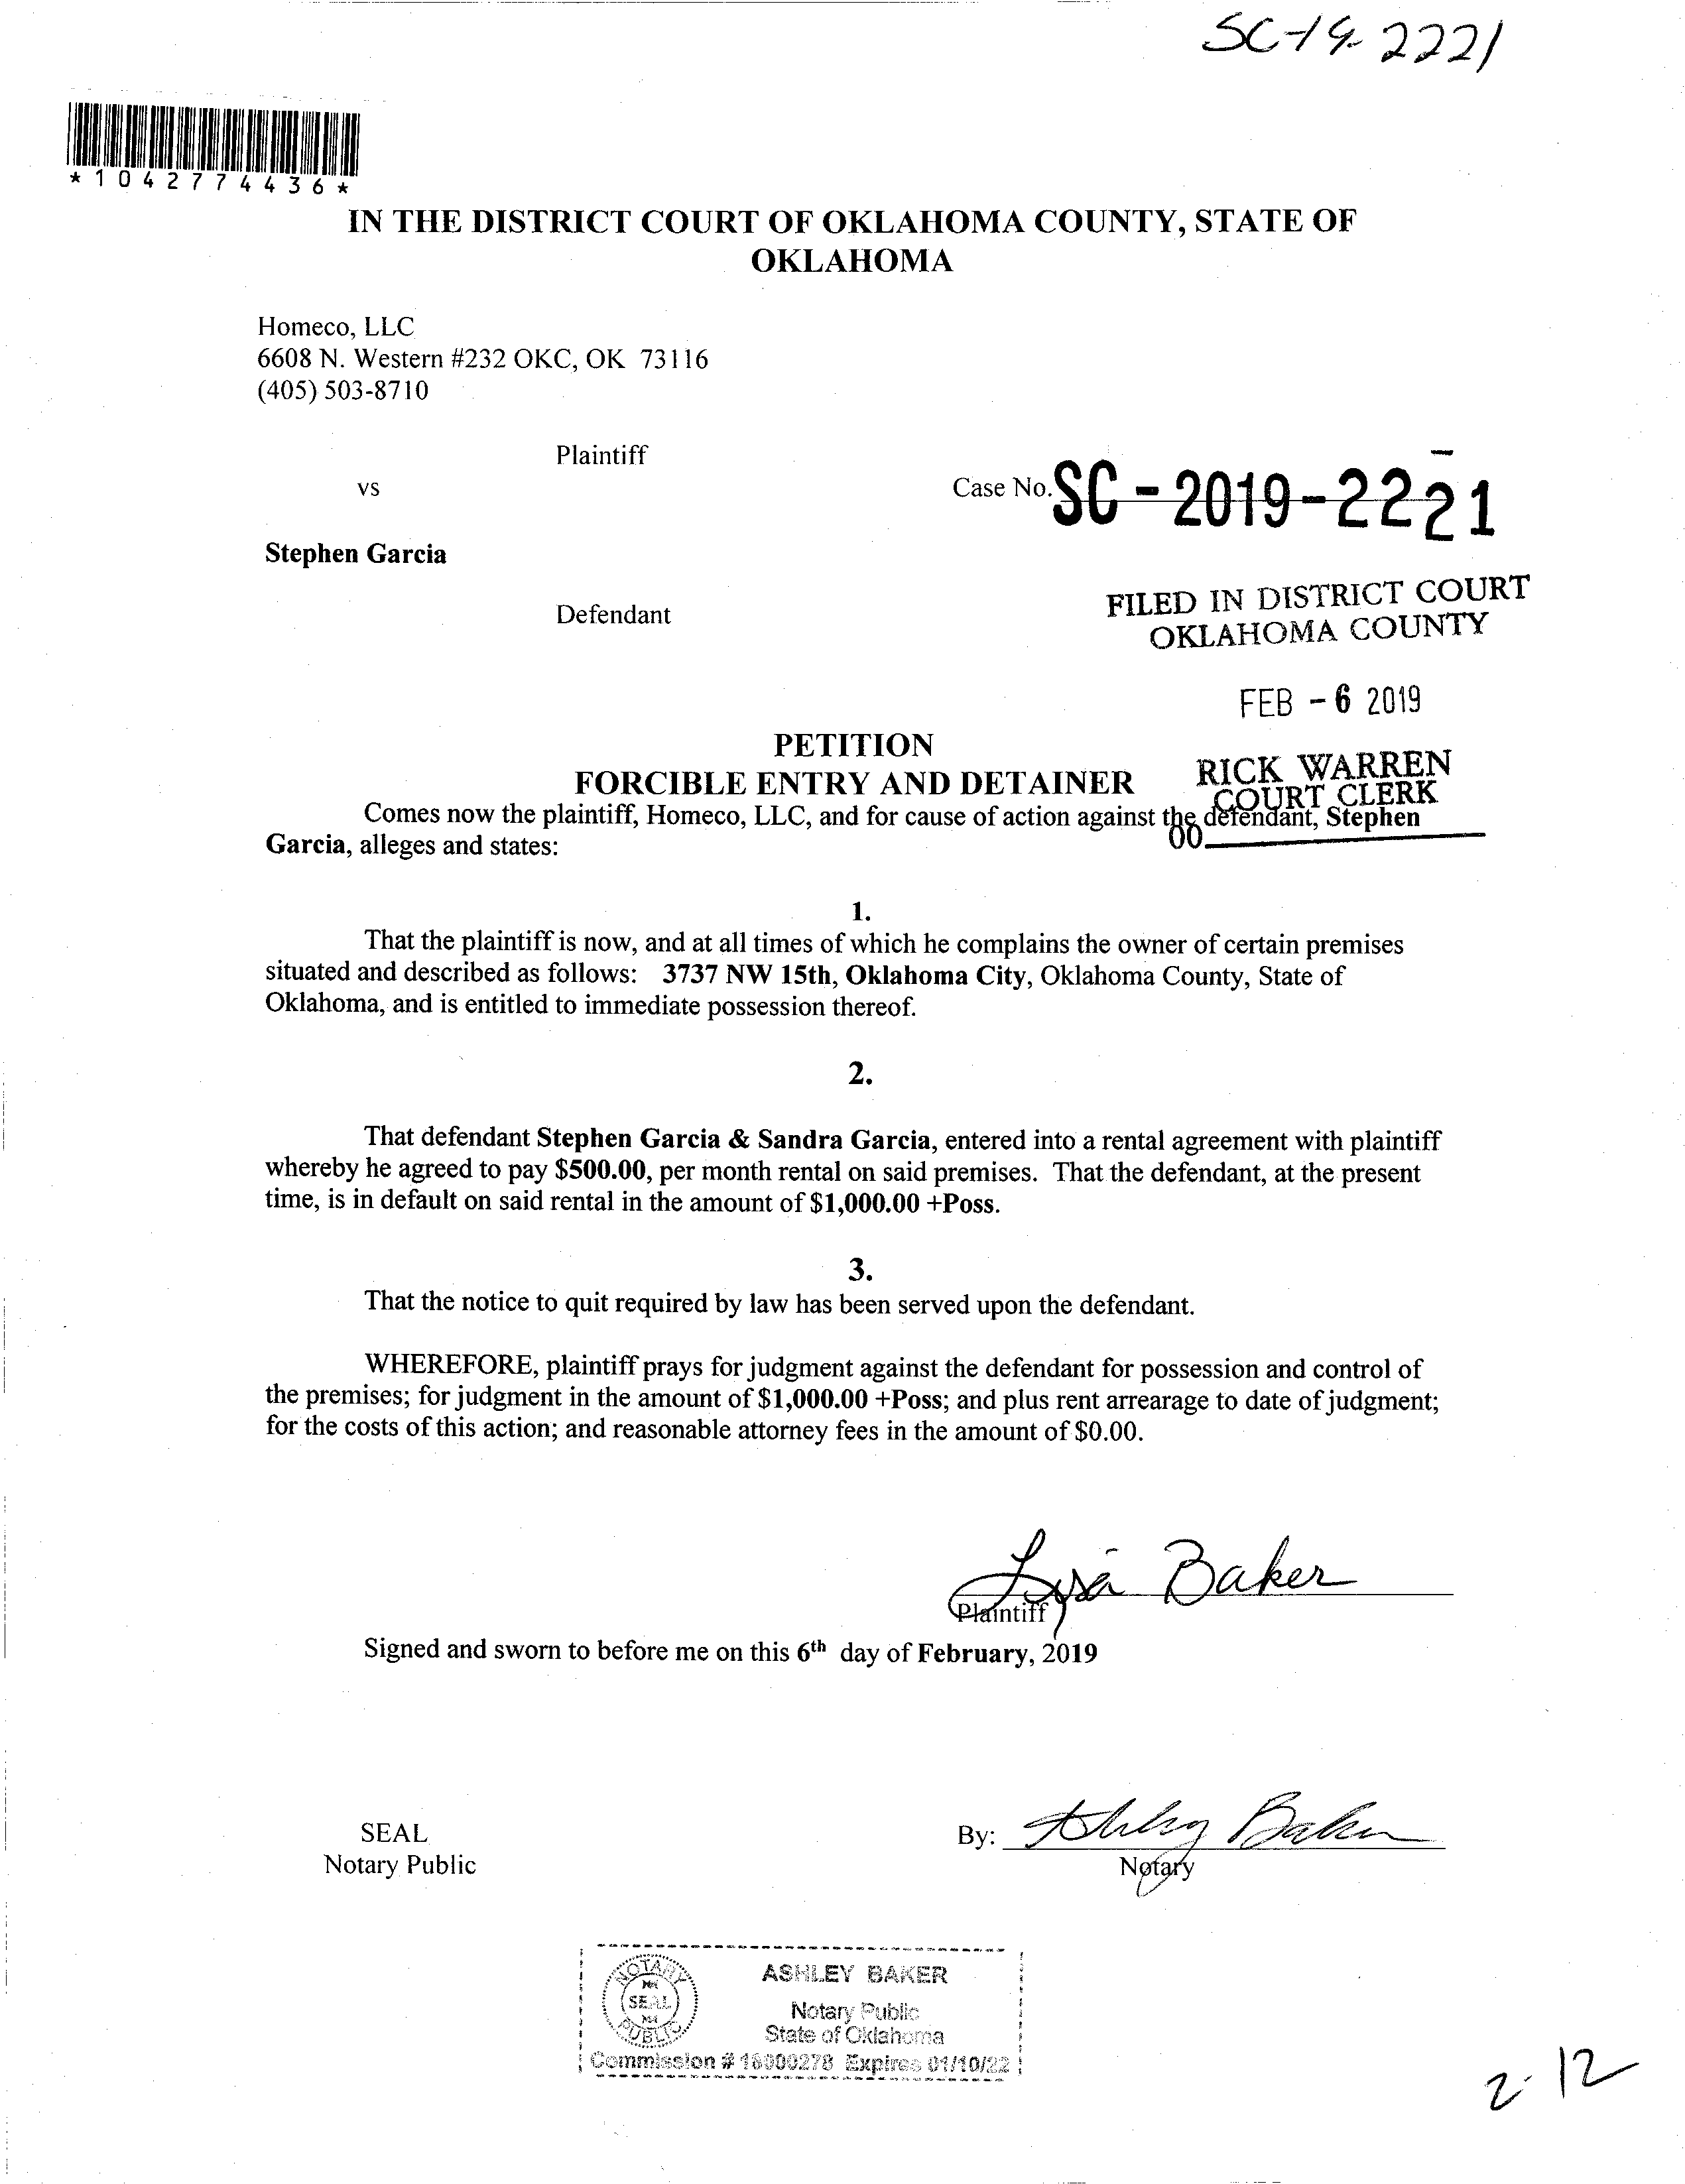 SC-19-2221
*1042774436*
IN THE DISTRICT COURT OF OKLAHOMA COUNTY, STATE OF
OKLAHOMA
Homeco, LLC
6608 N. Western #232 OKC, OK 73116
(405) 503-8710
Plaintiff
vs
Case No. SC-2019-2221
Stephen Garcia
Defendant
FILED IN DISTRICT COURT
OKLAHOMA COUNTY
FEB -6 2019
PETITION
FORCIBLE ENTRY AND DETAINER
RICK WARREN
COURT CLERK
Comes now the plaintiff, Homeco, LLC, and for cause of action against the defendant, Stephen
Garcia, alleges and states:
1.
That the plaintiff is now, and at all times of which he complains the owner of certain premises
situated and described as follows: 3737 NW 15th, Oklahoma City, Oklahoma County, State of
Oklahoma, and is entitled to immediate possession thereof.
2.
That defendant Stephen Garcia & Sandra Garcia, entered into a rental agreement with plaintiff
whereby he agreed to pay $500.00, per month rental on said premises. That the defendant, at the present
time, is in default on said rental in the amount of $1,000.00 +Poss.
3.
That the notice to quit required by law has been served upon the defendant.
WHEREFORE, plaintiff prays for judgment against the defendant for possession and control of
the premises; for judgment in the amount of $1,000.00 +Poss; and plus rent arrearage to date of judgment;
for the costs of this action; and reasonable attorney fees in the amount of $0.00.
Lysa Baker
Plaintiff
Signed and sworn to before me on this 6th day of February, 2019
SEAL
Notary Public
By: Ashley Baker
Notary
NOTARY
SEAL
PUBLIC
ASHLEY BAKER
Notary Public
State of Oklahoma
Commission # 18000278 Expires 01/10/22
2-12